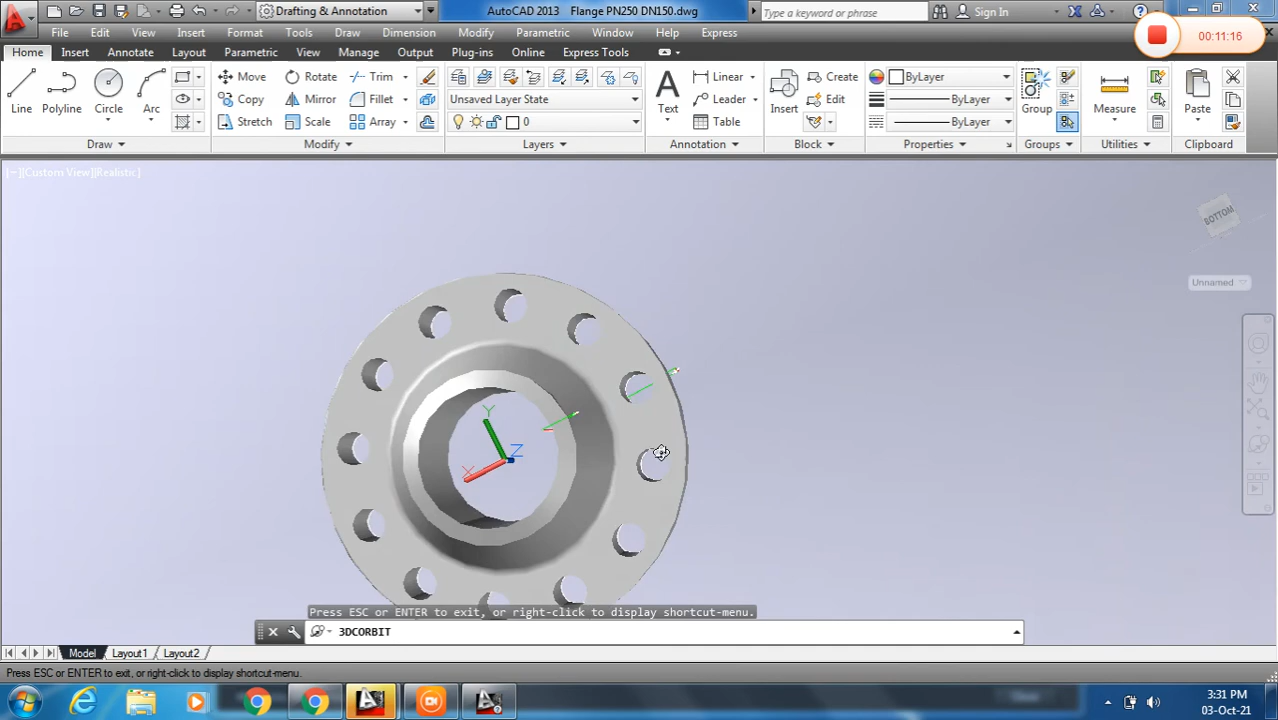 Drafting & Annotation
AutoCAD 2013 Flange PN250 DN150.dwg
Type a keyword or phrase
Sign In
00:11:16
File Edit View Insert Format Tools Draw Dimension Modify Parametric Window Help Express
Home Insert Annotate Layout Parametric View Manage Output Plug-ins Online Express Tools
Line Polyline Circle Arc
Move Rotate Trim
Copy Mirror Fillet
Stretch Scale Array
Unsaved Layer State
0
Text
Linear
Leader
Table
Insert
Create
Edit
ByLayer
ByLayer
ByLayer
Group
Measure
Paste
Draw Modify Layers Annotation Block Properties Groups Utilities Clipboard
[−][Custom View][Realistic]
BOTTOM
Unnamed
Y
Z
X
Press ESC or ENTER to exit, or right-click to display shortcut-menu.
3DCORBIT
Model Layout1 Layout2
Press ESC or ENTER to exit, or right-click to display shortcut-menu.
3:31 PM
03-Oct-21